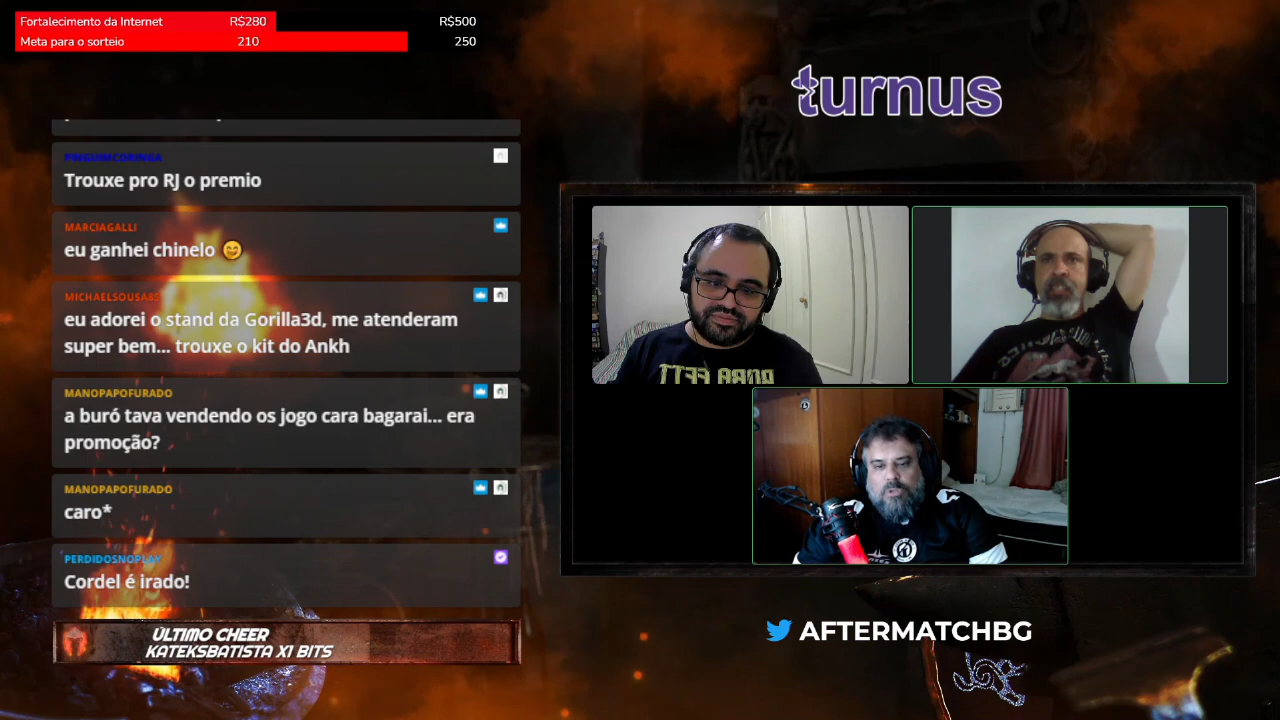 Fortalecimento da Internet R$280 R$500
Meta para o sorteio 210 250
turnus
Trouxe pro RJ o premio
MARCIAGALLI
eu ganhei chinelo
MICHAELSOUSA85
eu adorei o stand da Gorilla3d, me atenderam
super bem... trouxe o kit do Ankh
MANOPAPOFURADO
a buró tava vendendo os jogo cara bagarai... era
promoção?
MANOPAPOFURADO
caro*
PERDIDOSNOPLAY
Cordel é irado!
ÚLTIMO CHEER
KATEKSBATISTA X1 BITS
AFTERMATCHBG